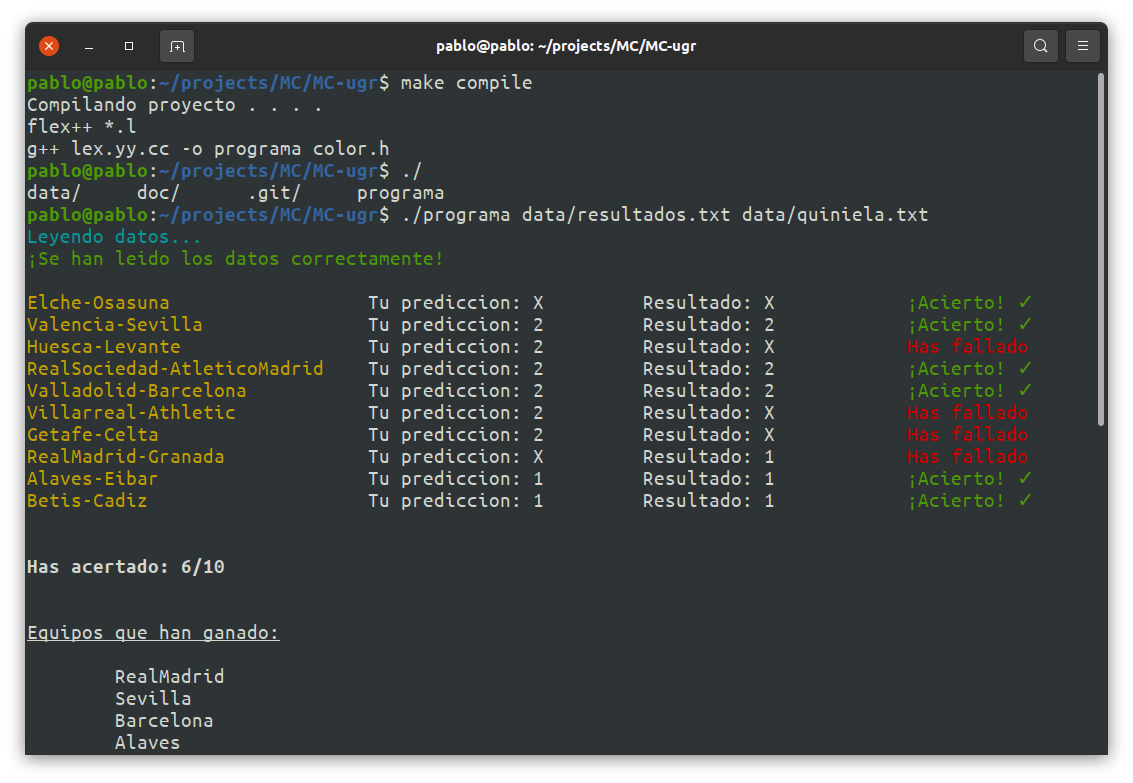 pablo@pablo: ~/projects/MC/MC-ugr
pablo@pablo:~/projects/MC/MC-ugr$ make compile
Compilando proyecto . . . .
flex++ *.l
g++ lex.yy.cc -o programa color.h
pablo@pablo:~/projects/MC/MC-ugr$ ./
data/ doc/ .git/ programa
pablo@pablo:~/projects/MC/MC-ugr$ ./programa data/resultados.txt data/quiniela.txt
Leyendo datos...
¡Se han leido los datos correctamente!
Elche-Osasuna Tu prediccion: X Resultado: X ¡Acierto! ✓
Valencia-Sevilla Tu prediccion: 2 Resultado: 2 ¡Acierto! ✓
Huesca-Levante Tu prediccion: 2 Resultado: X Has fallado
RealSociedad-AtleticoMadrid Tu prediccion: 2 Resultado: 2 ¡Acierto! ✓
Valladolid-Barcelona Tu prediccion: 2 Resultado: 2 ¡Acierto! ✓
Villarreal-Athletic Tu prediccion: 2 Resultado: X Has fallado
Getafe-Celta Tu prediccion: 2 Resultado: X Has fallado
RealMadrid-Granada Tu prediccion: X Resultado: 1 Has fallado
Alaves-Eibar Tu prediccion: 1 Resultado: 1 ¡Acierto! ✓
Betis-Cadiz Tu prediccion: 1 Resultado: 1 ¡Acierto! ✓
Has acertado: 6/10
Equipos que han ganado:
RealMadrid
Sevilla
Barcelona
Alaves